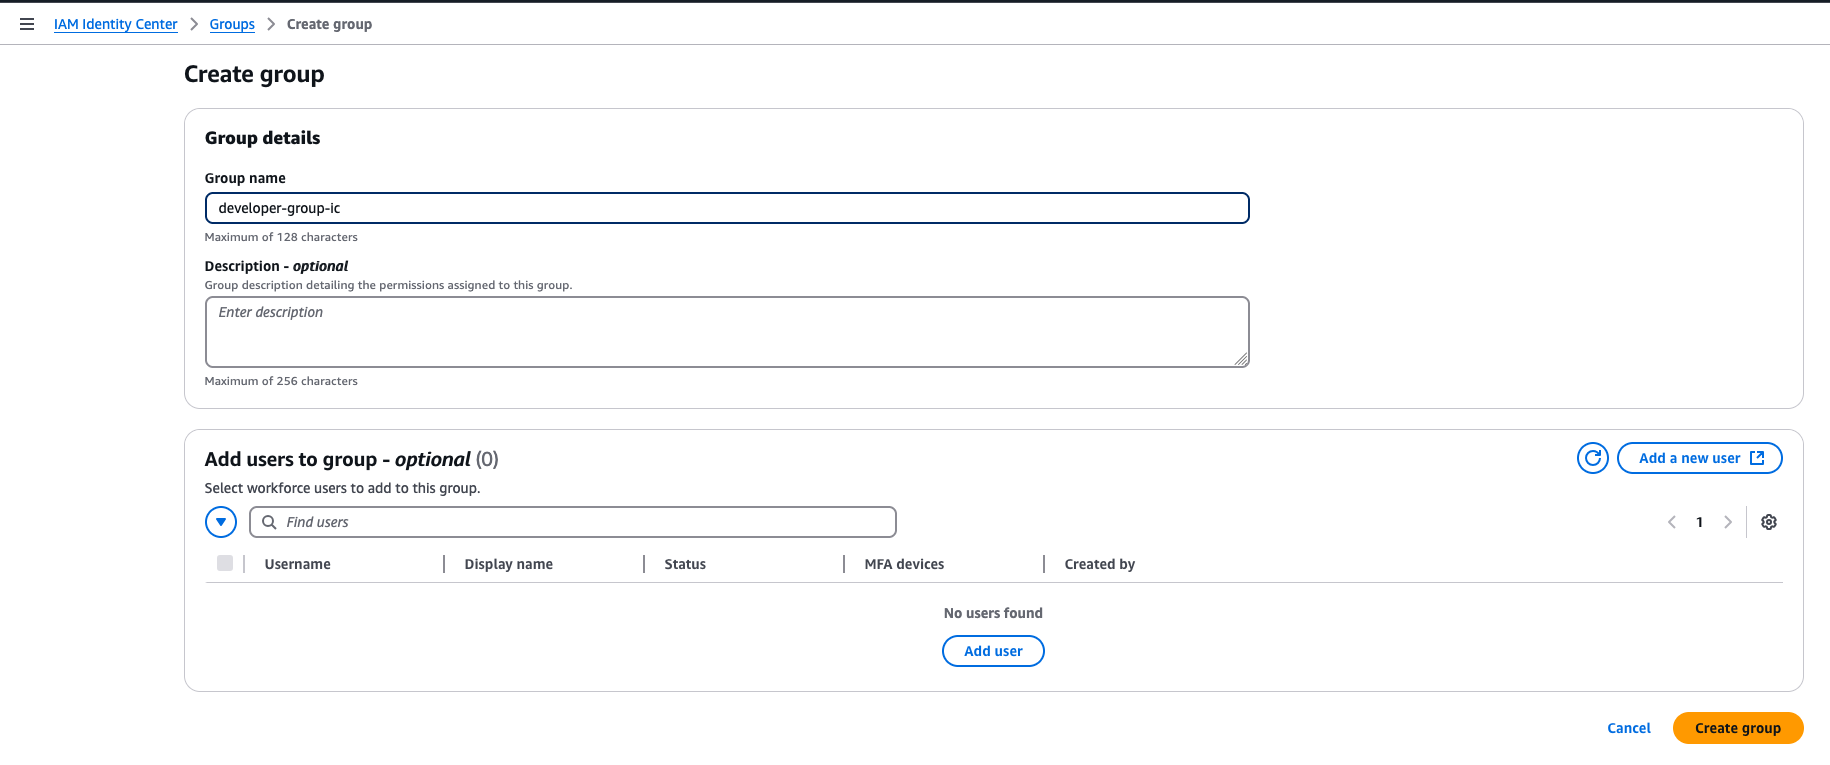 IAM Identity Center > Groups > Create group
Create group
Group details
Group name
developer-group-ic
Maximum of 128 characters
Description - optional
Group description detailing the permissions assigned to this group.
Enter description
Maximum of 256 characters
Add users to group - optional (0)
Add a new user
Select workforce users to add to this group.
Find users
1
Username Display name Status MFA devices Created by
No users found
Add user
Cancel Create group